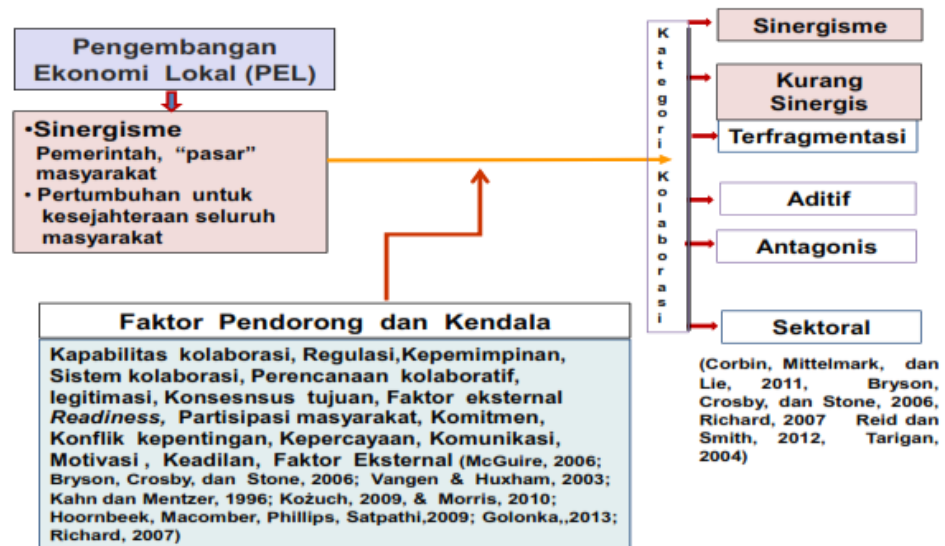 Pengembangan
Ekonomi Lokal (PEL)
•Sinergisme
Pemerintah, “pasar”
masyarakat
• Pertumbuhan untuk
kesejahteraan seluruh
masyarakat
Faktor Pendorong dan Kendala
Kapabilitas kolaborasi, Regulasi,Kepemimpinan,
Sistem kolaborasi, Perencanaan kolaboratif,
legitimasi, Konsesnsus tujuan, Faktor eksternal
Readiness, Partisipasi masyarakat, Komitmen,
Konflik kepentingan, Kepercayaan, Komunikasi,
Motivasi , Keadilan, Faktor Eksternal (McGuire, 2006;
Bryson, Crosby, dan Stone, 2006; Vangen & Huxham, 2003;
Kahn dan Mentzer, 1996; Kożuch, 2009, & Morris, 2010;
Hoornbeek, Macomber, Phillips, Satpathi,2009; Golonka,,2013;
Richard, 2007)
Kategori Kolaborasi
Sinergisme
Kurang
Sinergis
Terfragmentasi
Aditif
Antagonis
Sektoral
(Corbin, Mittelmark, dan
Lie, 2011, Bryson,
Crosby, dan Stone, 2006,
Richard, 2007 Reid dan
Smith, 2012, Tarigan,
2004)